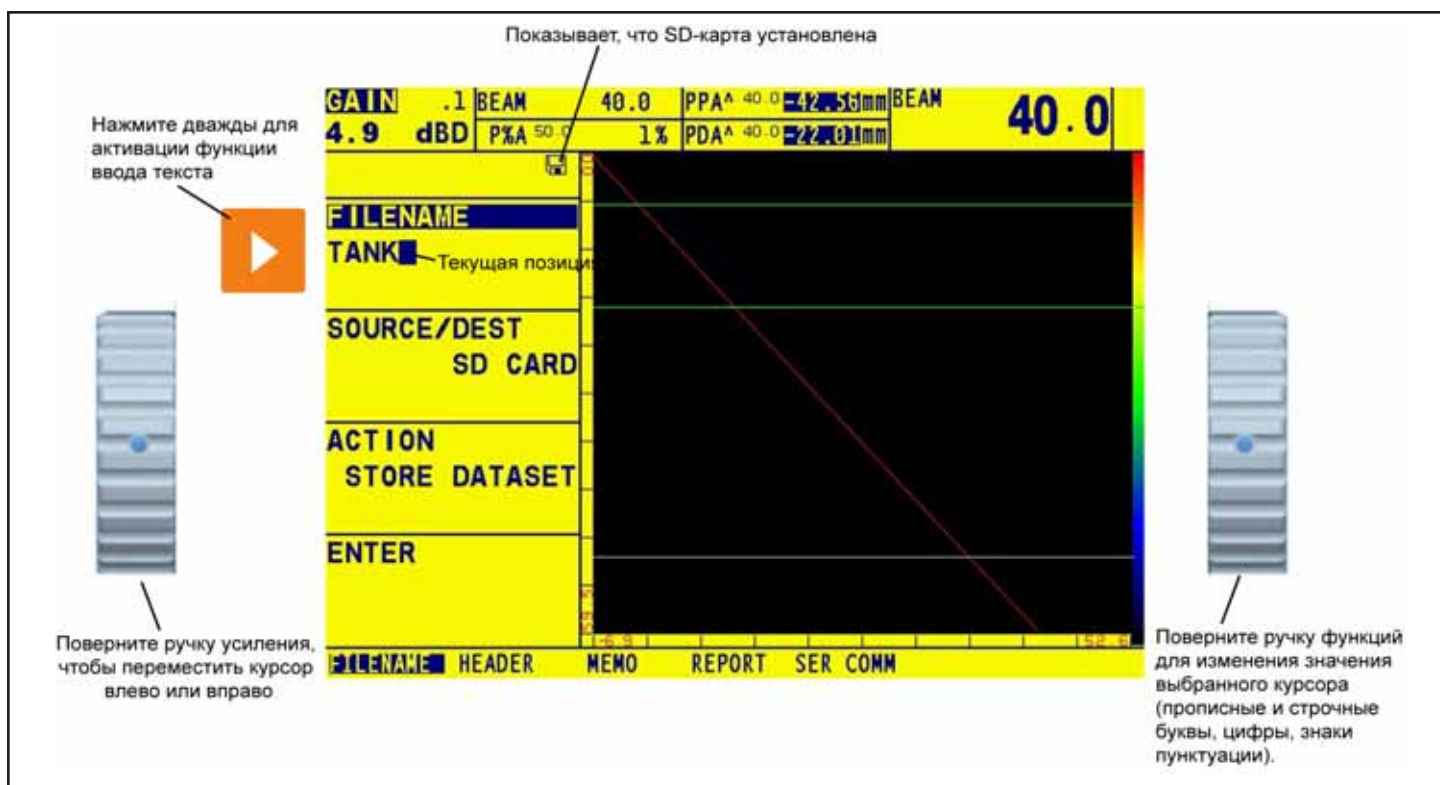 Показывает, что SD-карта установлена
Нажмите дважды для
активации функции
ввода текста
GAIN .1
4.9 dBD
BEAM 40.0
P%A 50.0 1%
PPA^ 40.0 -42.56mm
PDA^ 40.0 -22.01mm
BEAM 40.0
FILENAME
TANK
Текущая позиция
SOURCE/DEST
SD CARD
ACTION
STORE DATASET
ENTER
-6.9 52.6
FILENAME HEADER MEMO REPORT SER COMM
Поверните ручку усиления,
чтобы переместить курсор
влево или вправо
Поверните ручку функций
для изменения значения
выбранного курсора
(прописные и строчные
буквы, цифры, знаки
пунктуации).